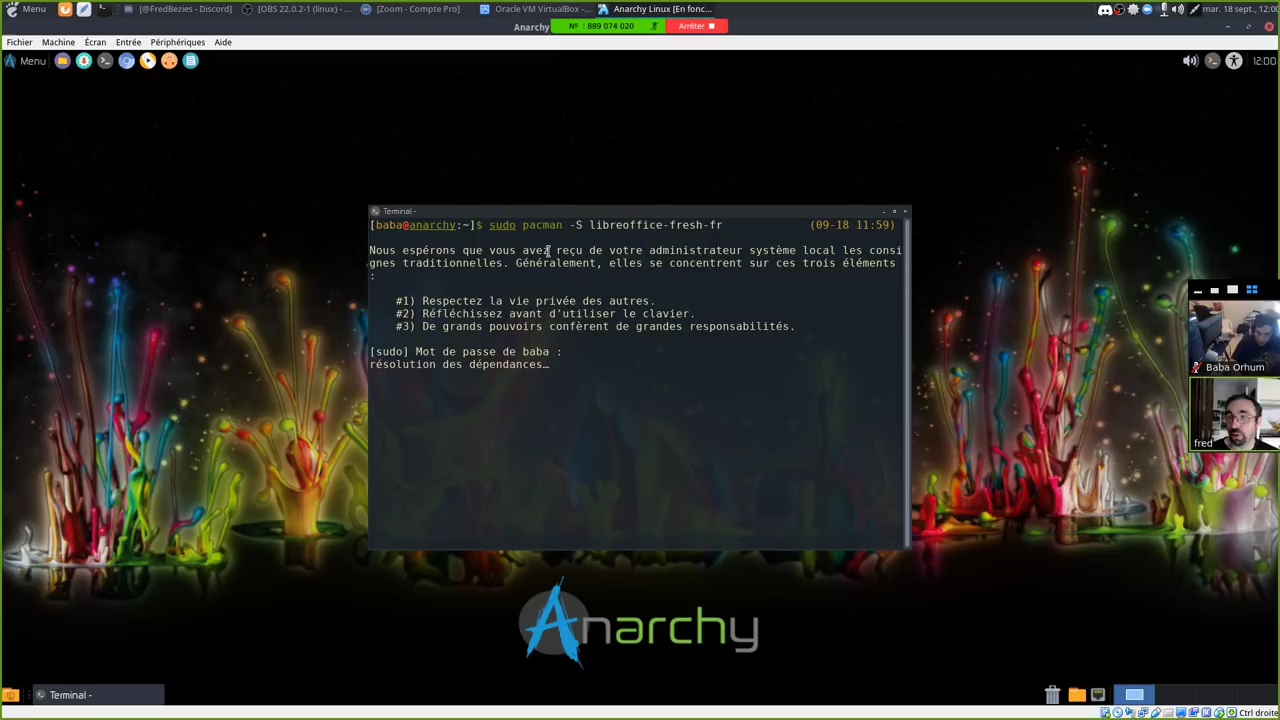 Menu
[@FredBezies - Discord]
[OBS 22.0.2-1 (linux) -...
[Zoom - Compte Pro]
Oracle VM VirtualBox -...
Anarchy Linux [En fonc...
mar. 18 sept., 12:00
Anarchy
N° : 889 074 020
Arrêter
Fichier Machine Écran Entrée Périphériques Aide
Menu
12:00
Terminal -
[baba@anarchy:~]$ sudo pacman -S libreoffice-fresh-fr (09-18 11:59)
Nous espérons que vous avez reçu de votre administrateur système local les consi
gnes traditionnelles. Généralement, elles se concentrent sur ces trois éléments
:
#1) Respectez la vie privée des autres.
#2) Réfléchissez avant d'utiliser le clavier.
#3) De grands pouvoirs confèrent de grandes responsabilités.
[sudo] Mot de passe de baba :
résolution des dépendances…
Baba Orhum
fred
Anarchy
Terminal -
Ctrl droite